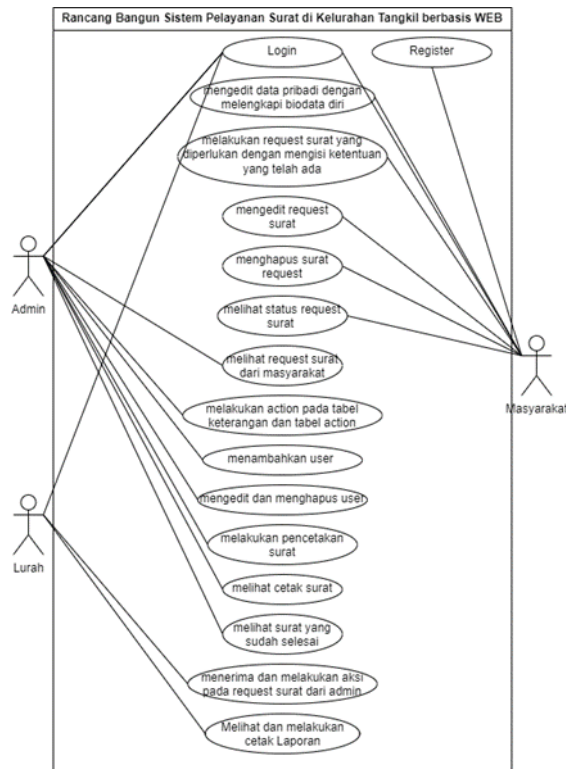 Rancang Bangun Sistem Pelayanan Surat di Kelurahan Tangkil berbasis WEB
Login
Register
mengedit data pribadi dengan
melengkapi biodata diri
melakukan request surat yang
diperlukan dengan mengisi ketentuan
yang telah ada
mengedit request
surat
menghapus surat
request
Admin
melihat status request
surat
melihat request surat
dari masyarakat
Masyarakat
melakukan action pada tabel
keterangan dan tabel action
menambahkan user
mengedit dan menghapus user
melakukan pencetakan
surat
Lurah
melihat cetak surat
melihat surat yang
sudah selesai
menerima dan melakukan aksi
pada request surat dari admin
Melihat dan melakukan
cetak Laporan